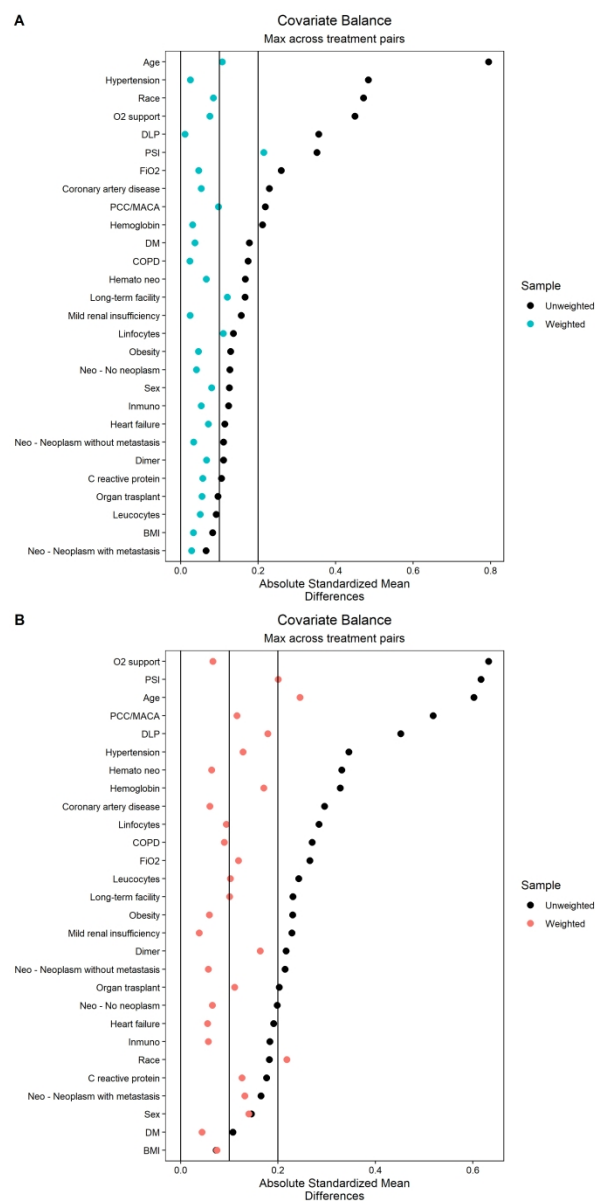 A
Covariate Balance
Max across treatment pairs
Age
Hypertension
Race
O2 support
DLP
PSI
FiO2
Coronary artery disease
PCC/MACA
Hemoglobin
DM
COPD
Hemato neo
Long-term facility
Mild renal insufficiency
Linfocytes
Obesity
Neo - No neoplasm
Sex
Inmuno
Heart failure
Neo - Neoplasm without metastasis
Dimer
C reactive protein
Organ trasplant
Leucocytes
BMI
Neo - Neoplasm with metastasis
0.0 0.2 0.4 0.6 0.8
Absolute Standardized Mean
Differences
Sample
Unweighted
Weighted
B
Covariate Balance
Max across treatment pairs
O2 support
PSI
Age
PCC/MACA
DLP
Hypertension
Hemato neo
Hemoglobin
Coronary artery disease
Linfocytes
COPD
FiO2
Leucocytes
Long-term facility
Obesity
Mild renal insufficiency
Dimer
Neo - Neoplasm without metastasis
Organ trasplant
Neo - No neoplasm
Heart failure
Inmuno
Race
C reactive protein
Neo - Neoplasm with metastasis
Sex
DM
BMI
0.0 0.2 0.4 0.6
Absolute Standardized Mean
Differences
Sample
Unweighted
Weighted